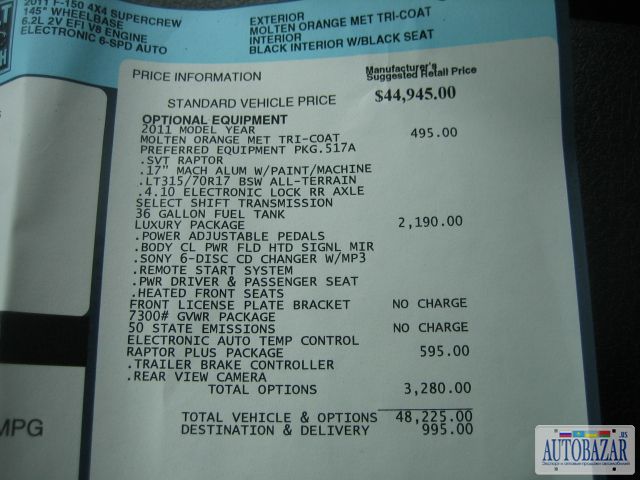 2011 F-150 4X4 SUPERCREW
145" WHEELBASE
6.2L 2V EFI V8 ENGINE
ELECTRONIC 6-SPD AUTO
EXTERIOR
MOLTEN ORANGE MET TRI-COAT
INTERIOR
BLACK INTERIOR W/BLACK SEAT
PRICE INFORMATION
Manufacturer's
Suggested Retail Price
STANDARD VEHICLE PRICE $44,945.00
OPTIONAL EQUIPMENT
2011 MODEL YEAR
MOLTEN ORANGE MET TRI-COAT 495.00
PREFERRED EQUIPMENT PKG.517A
.SVT RAPTOR
.17" MACH ALUM W/PAINT/MACHINE
.LT315/70R17 BSW ALL-TERRAIN
.4.10 ELECTRONIC LOCK RR AXLE
SELECT SHIFT TRANSMISSION
36 GALLON FUEL TANK
LUXURY PACKAGE 2,190.00
.POWER ADJUSTABLE PEDALS
.BODY CL PWR FLD HTD SIGNL MIR
.SONY 6-DISC CD CHANGER W/MP3
.REMOTE START SYSTEM
.PWR DRIVER & PASSENGER SEAT
.HEATED FRONT SEATS
FRONT LICENSE PLATE BRACKET NO CHARGE
7300# GVWR PACKAGE
50 STATE EMISSIONS NO CHARGE
ELECTRONIC AUTO TEMP CONTROL
RAPTOR PLUS PACKAGE 595.00
.TRAILER BRAKE CONTROLLER
.REAR VIEW CAMERA
TOTAL OPTIONS 3,280.00
TOTAL VEHICLE & OPTIONS 48,225.00
DESTINATION & DELIVERY 995.00
MPG
AUTOBAZAR.US